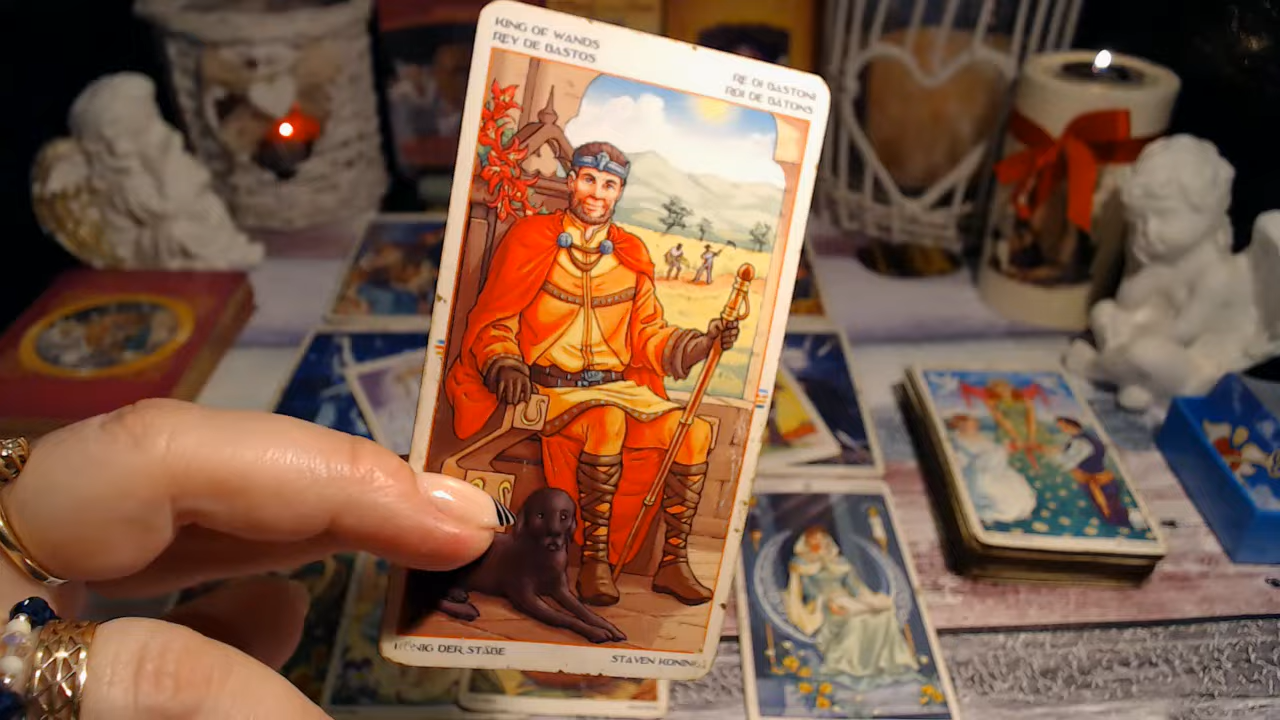 KING OF WANDS
REY DE BASTOS
RE DI BASTONI
ROI DE BÂTONS
KÖNIG DER STÄBE
STAVEN KONING